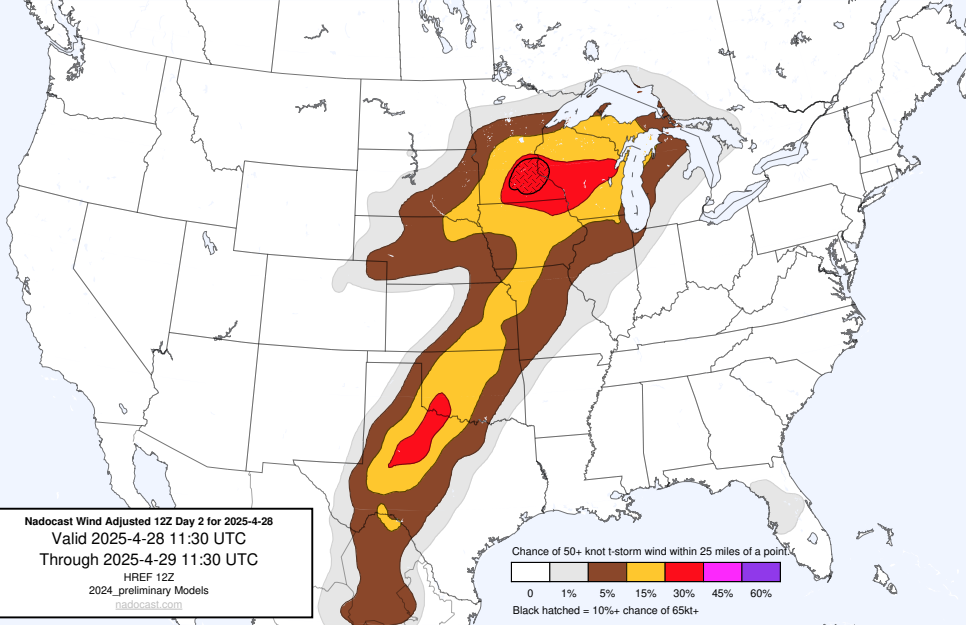 Nadocast Wind Adjusted 12Z Day 2 for 2025-4-28
Valid 2025-4-28 11:30 UTC
Through 2025-4-29 11:30 UTC
HREF 12Z
2024_preliminary Models
nadocast.com
Chance of 50+ knot t-storm wind within 25 miles of a point.
0 1% 5% 15% 30% 45% 60%
Black hatched = 10%+ chance of 65kt+